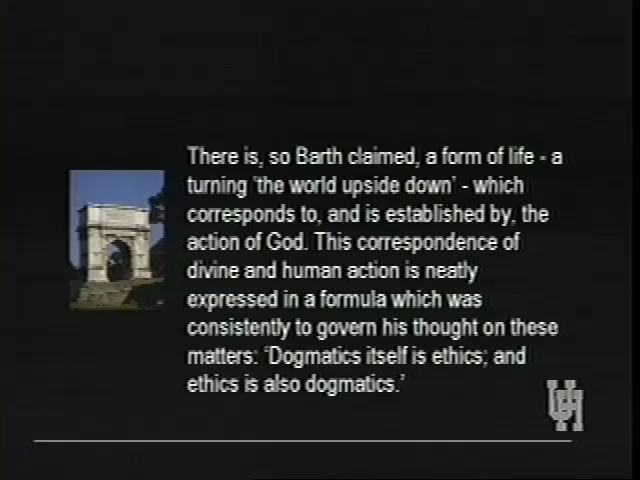 There is, so Barth claimed, a form of life - a
turning 'the world upside down' - which
corresponds to, and is established by, the
action of God. This correspondence of
divine and human action is neatly
expressed in a formula which was
consistently to govern his thought on these
matters: 'Dogmatics itself is ethics; and
ethics is also dogmatics.'
UH